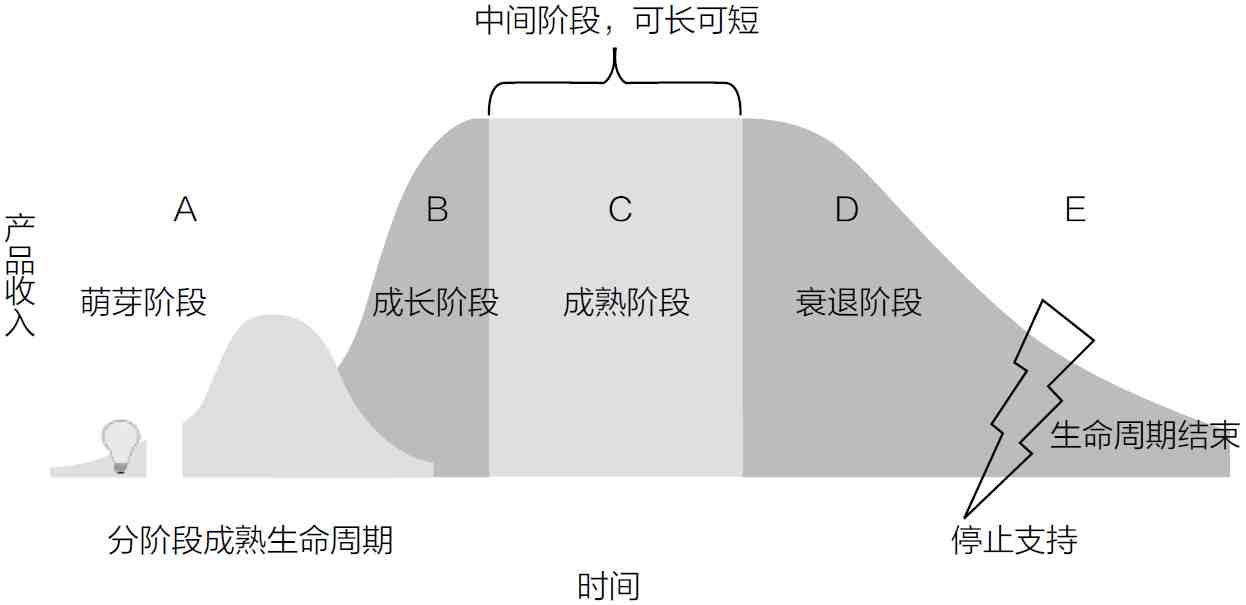 中间阶段，可长可短
A
B
C
D
E
产品收入
萌芽阶段
成长阶段
成熟阶段
衰退阶段
生命周期结束
分阶段成熟生命周期
停止支持
时间